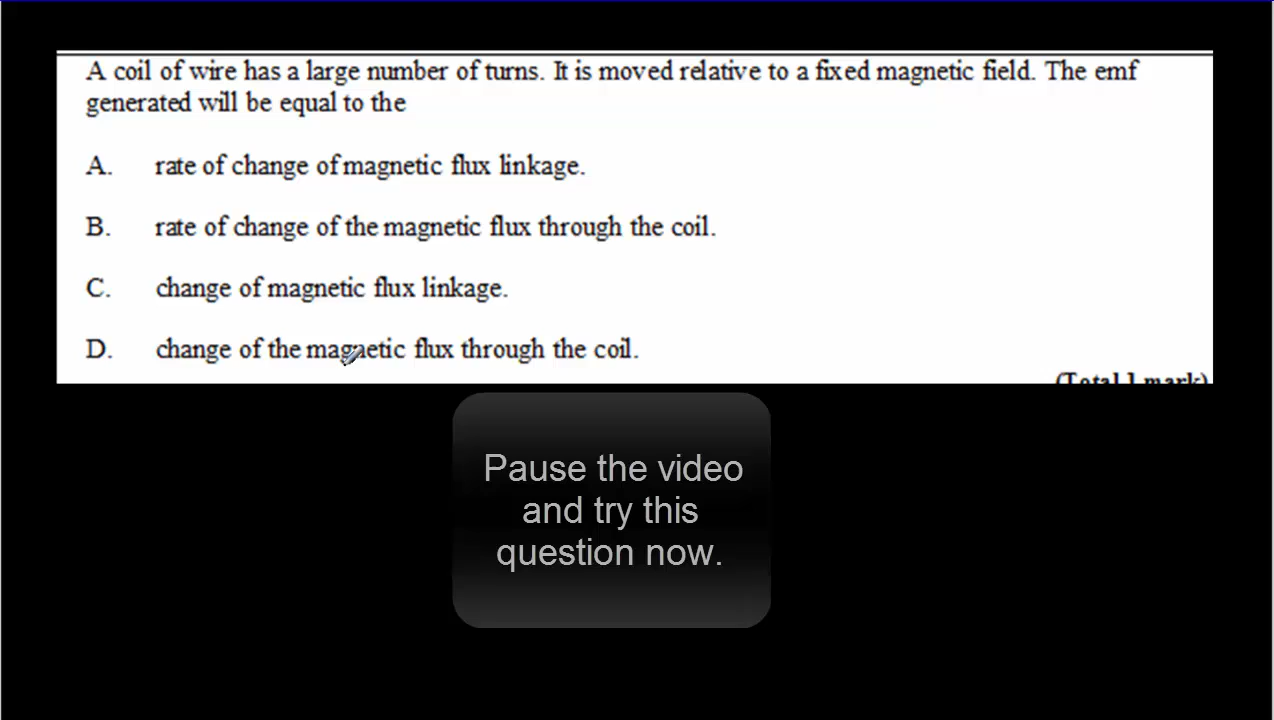 A coil of wire has a large number of turns. It is moved relative to a fixed magnetic field. The emf
generated will be equal to the
A. rate of change of magnetic flux linkage.
B. rate of change of the magnetic flux through the coil.
C. change of magnetic flux linkage.
D. change of the magnetic flux through the coil.
(Total 1 mark)
Pause the video
and try this
question now.